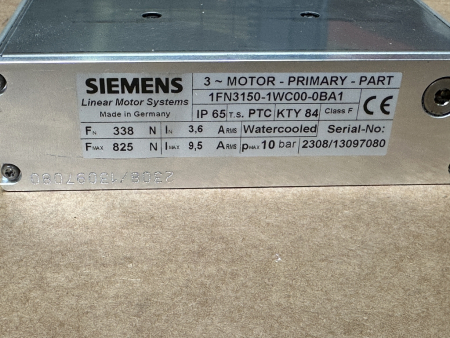 SIEMENS
Linear Motor Systems
Made in Germany
3 ~ MOTOR - PRIMARY - PART
1FN3150-1WC00-0BA1
IP 65 T.S. PTC KTY 84 Class F CE
FN 338 N IN 3,6 ARMS Watercooled Serial-No:
FMAX 825 N IMAX 9,5 ARMS pMAX 10 bar 2308/13097080
2308/13097080